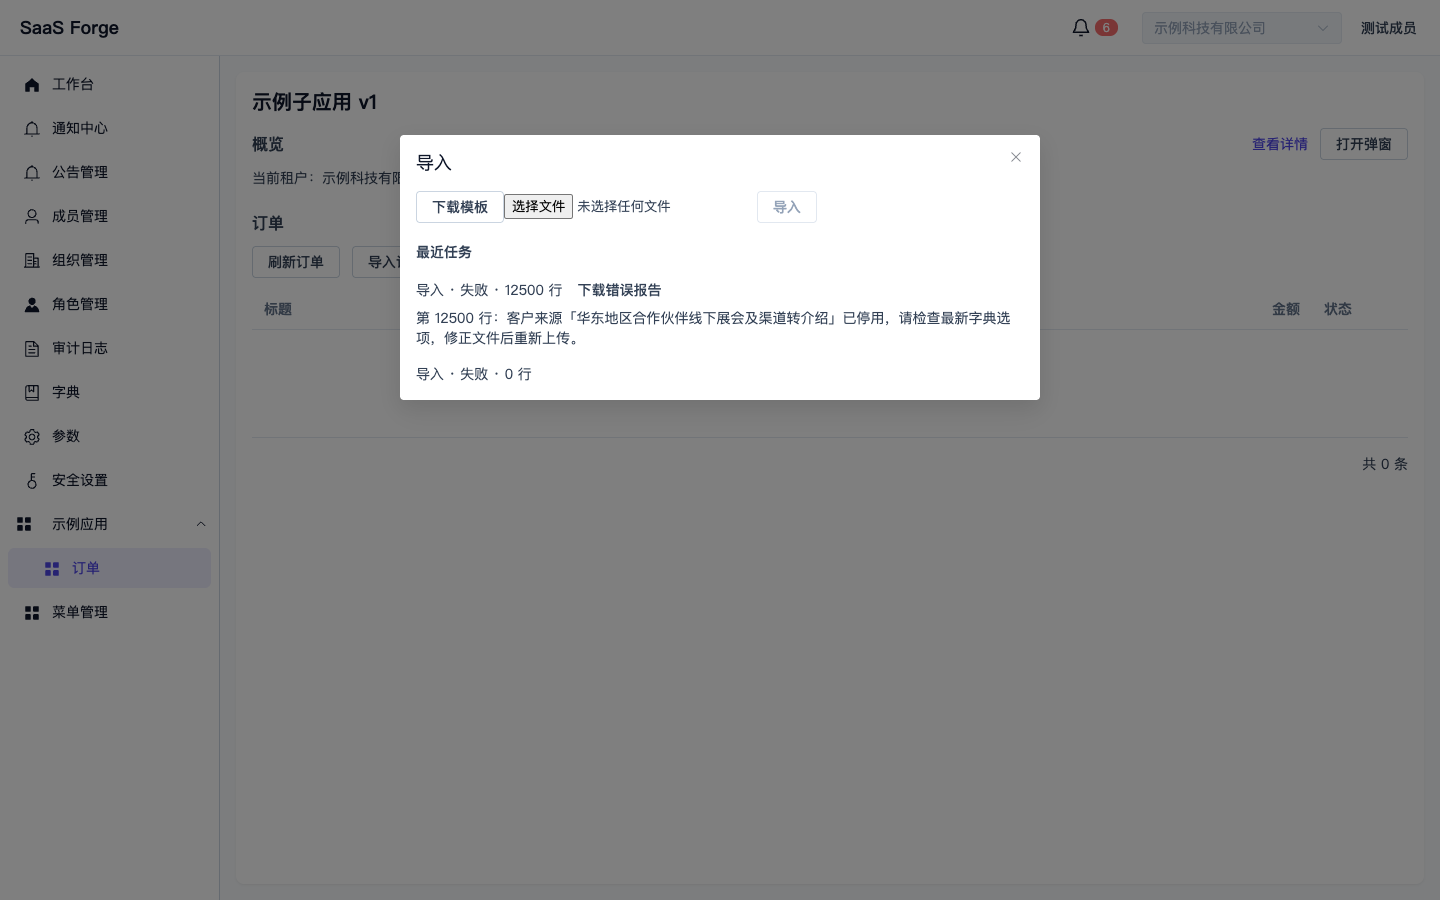 SaaS Forge
6
示例科技有限公司
测试成员
工作台
通知中心
公告管理
成员管理
组织管理
角色管理
审计日志
字典
参数
安全设置
示例应用
订单
菜单管理
示例子应用 v1
概览
查看详情
打开弹窗
当前租户：示例科技有限
订单
刷新订单
导入
标题
金额
状态
共 0 条
导入
下载模板
选择文件 未选择任何文件
导入
最近任务
导入 · 失败 · 12500 行 下载错误报告
第 12500 行：客户来源「华东地区合作伙伴线下展会及渠道转介绍」已停用，请检查最新字典选
项，修正文件后重新上传。
导入 · 失败 · 0 行